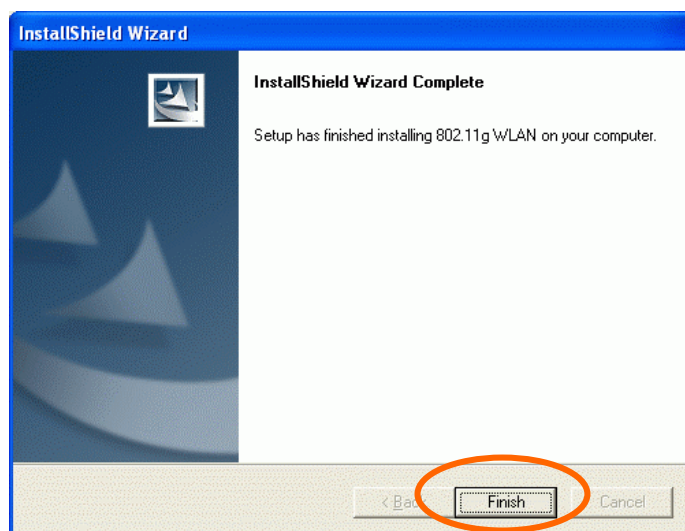 InstallShield Wizard
InstallShield Wizard Complete
Setup has finished installing 802.11g WLAN on your computer.
< Back Finish Cancel